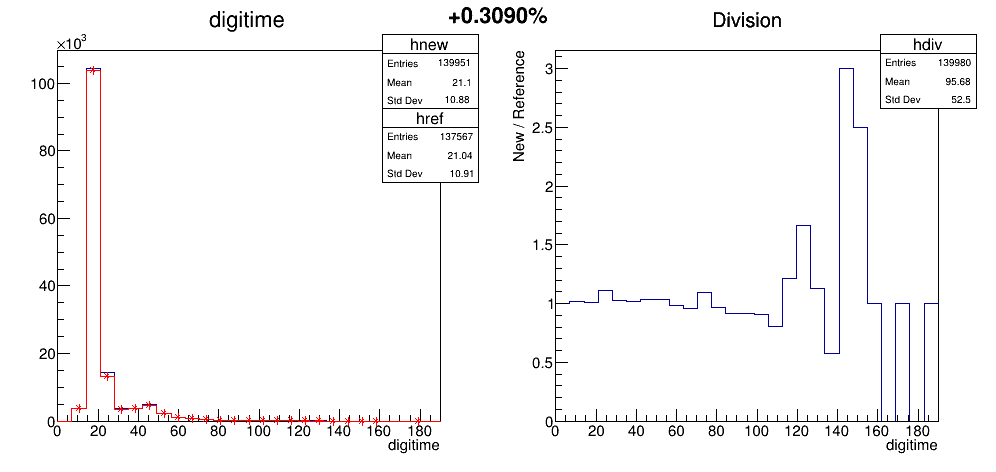 digitime
+0.3090%
Division
×10³
hnew
Entries 139951
Mean 21.1
Std Dev 10.88
href
Entries 137567
Mean 21.04
Std Dev 10.91
100
80
60
40
20
0
0 20 40 60 80 100 120 140 160 180
digitime
hdiv
Entries 139980
Mean 95.68
Std Dev 52.5
New / Reference
3
2.5
2
1.5
1
0.5
0
0 20 40 60 80 100 120 140 160 180
digitime